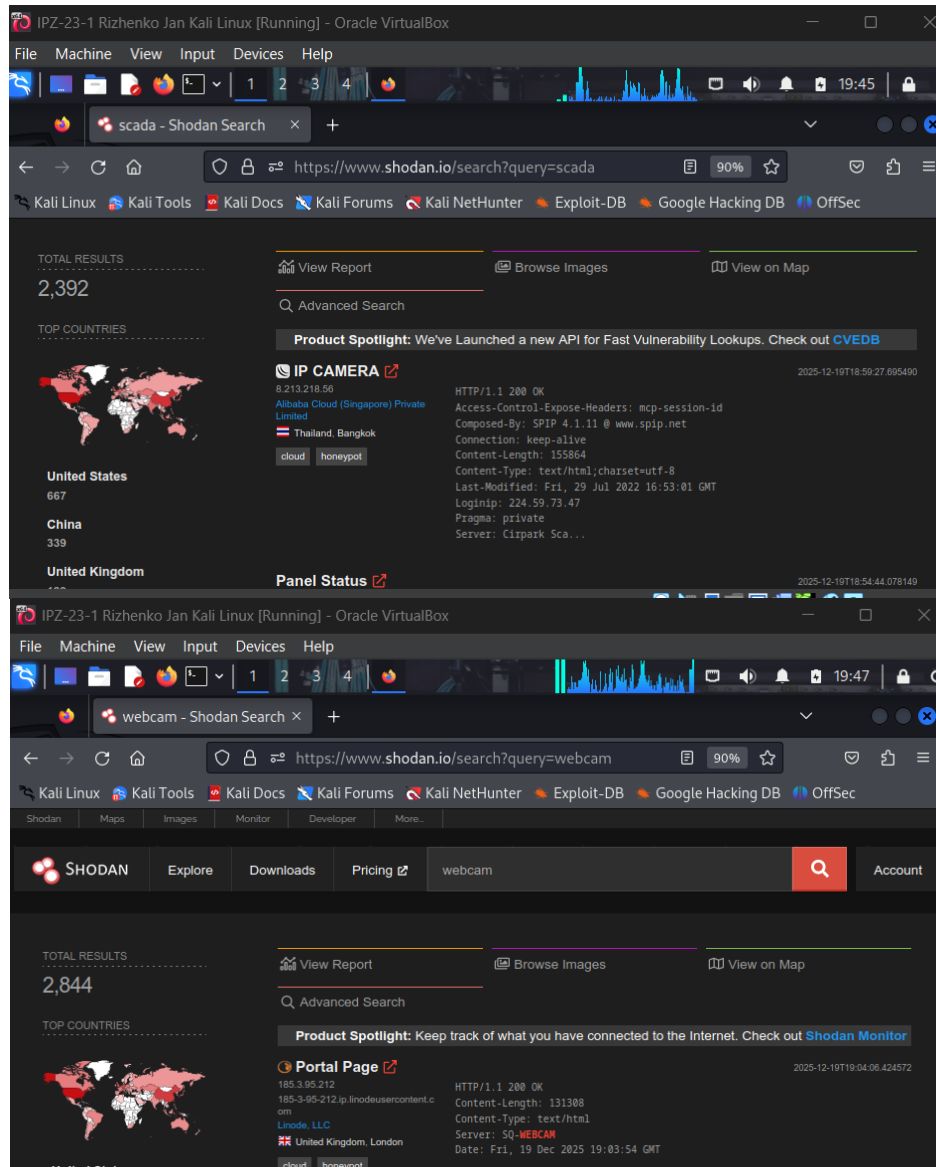 IPZ-23-1 Rizhenko Jan Kali Linux [Running] - Oracle VirtualBox
File Machine View Input Devices Help
1 2 3 4 19:45
scada - Shodan Search
https://www.shodan.io/search?query=scada 90%
Kali Linux Kali Tools Kali Docs Kali Forums Kali NetHunter Exploit-DB Google Hacking DB OffSec
TOTAL RESULTS
2,392
TOP COUNTRIES
United States
667
China
339
United Kingdom
View Report Browse Images View on Map
Advanced Search
Product Spotlight: We've Launched a new API for Fast Vulnerability Lookups. Check out CVEDB
IP CAMERA
2025-12-19T18:59:27.695490
8.213.218.56
Alibaba Cloud (Singapore) Private
Limited
Thailand, Bangkok
cloud honeypot
HTTP/1.1 200 OK
Access-Control-Expose-Headers: mcp-session-id
Composed-By: SPIP 4.1.11 @ www.spip.net
Connection: keep-alive
Content-Length: 155864
Content-Type: text/html;charset=utf-8
Last-Modified: Fri, 29 Jul 2022 16:53:01 GMT
Loginip: 224.59.73.47
Pragma: private
Server: Cirpark Sca...
Panel Status
2025-12-19T18:54:44.078149
IPZ-23-1 Rizhenko Jan Kali Linux [Running] - Oracle VirtualBox
File Machine View Input Devices Help
1 2 3 4 19:47
webcam - Shodan Search
https://www.shodan.io/search?query=webcam 90%
Kali Linux Kali Tools Kali Docs Kali Forums Kali NetHunter Exploit-DB Google Hacking DB OffSec
Shodan Maps Images Monitor Developer More...
SHODAN Explore Downloads Pricing webcam Account
TOTAL RESULTS
2,844
TOP COUNTRIES
View Report Browse Images View on Map
Advanced Search
Product Spotlight: Keep track of what you have connected to the Internet. Check out Shodan Monitor
Portal Page
2025-12-19T19:04:06.424572
185.3.95.212
185-3-95-212.ip.linodeusercontent.c
om
Linode, LLC
United Kingdom, London
cloud honeypot
HTTP/1.1 200 OK
Content-Length: 131308
Content-Type: text/html
Server: SQ-WEBCAM
Date: Fri, 19 Dec 2025 19:03:54 GMT